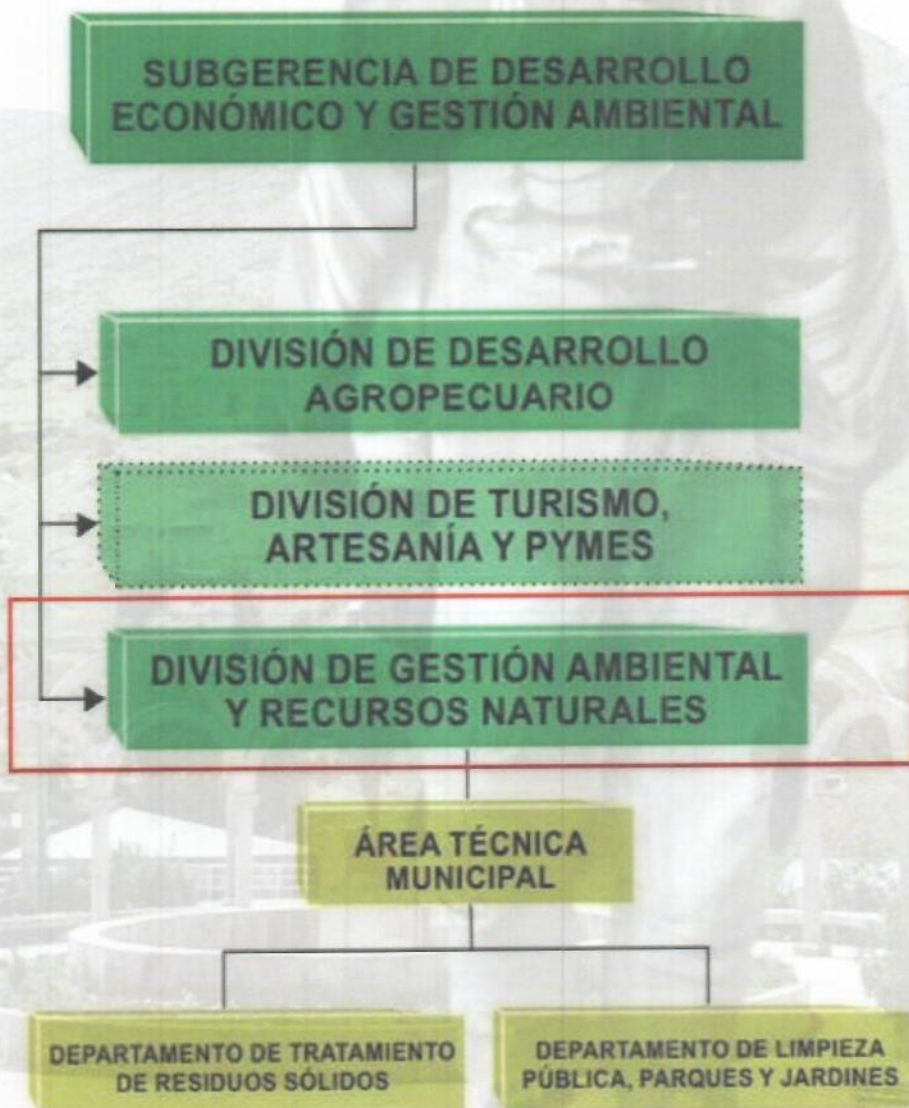 SUBGERENCIA DE DESARROLLO
ECONÓMICO Y GESTIÓN AMBIENTAL
DIVISIÓN DE DESARROLLO
AGROPECUARIO
DIVISIÓN DE TURISMO,
ARTESANÍA Y PYMES
DIVISIÓN DE GESTIÓN AMBIENTAL
Y RECURSOS NATURALES
ÁREA TÉCNICA
MUNICIPAL
DEPARTAMENTO DE TRATAMIENTO
DE RESIDUOS SÓLIDOS
DEPARTAMENTO DE LIMPIEZA
PÚBLICA, PARQUES Y JARDINES